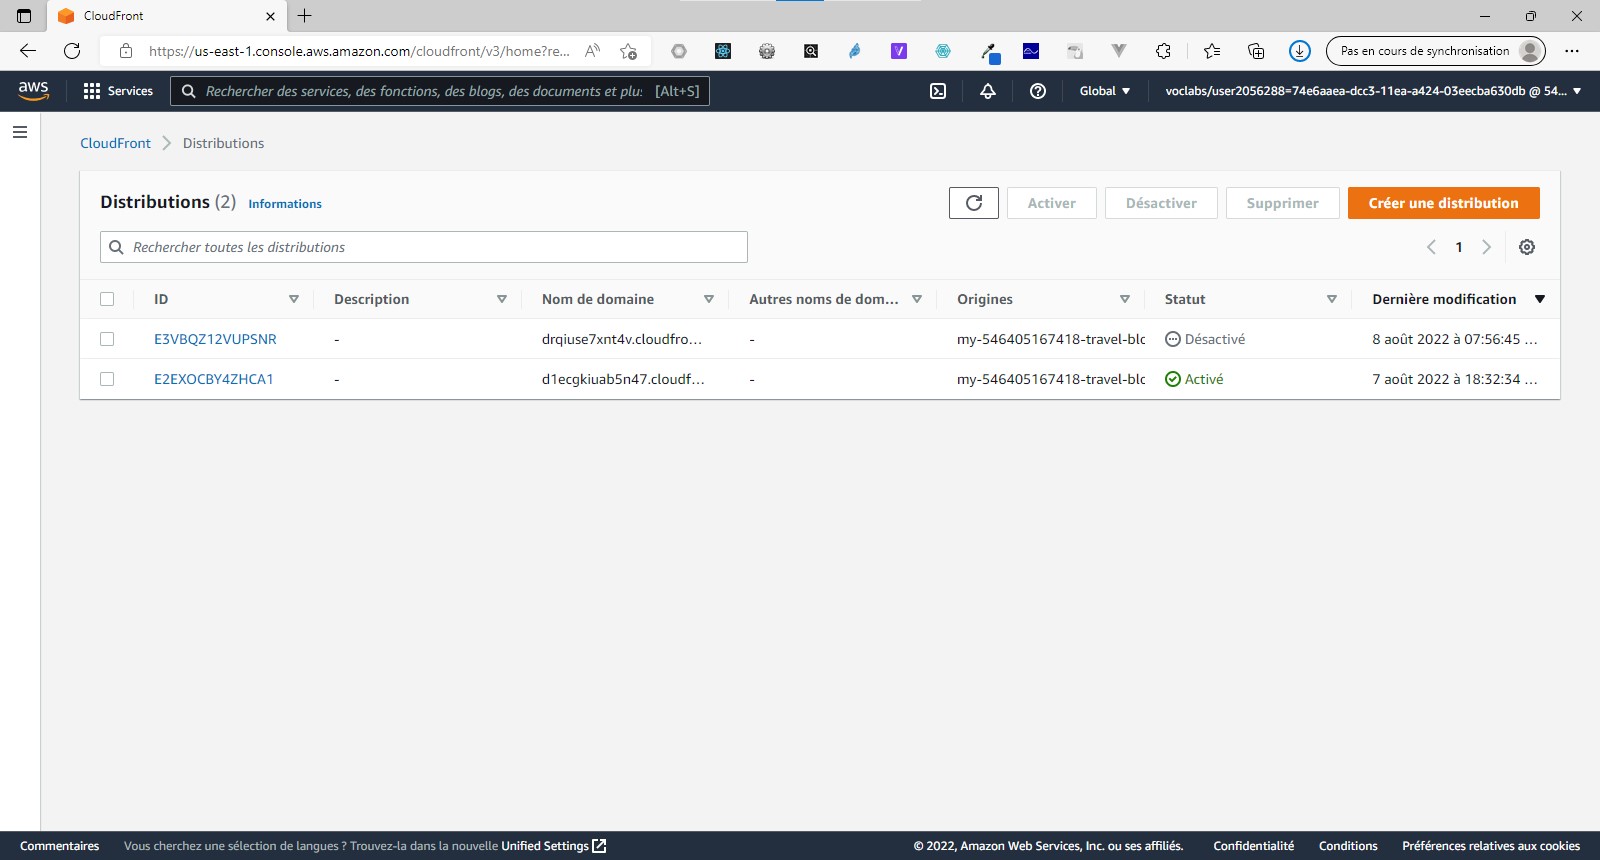 CloudFront
https://us-east-1.console.aws.amazon.com/cloudfront/v3/home?re...
Pas en cours de synchronisation
aws
Services
Rechercher des services, des fonctions, des blogs, des documents et plu: [Alt+S]
Global
voclabs/user2056288=74e6aaea-dcc3-11ea-a424-03eecba630db @ 54...
CloudFront
Distributions
Distributions (2) Informations
Activer
Désactiver
Supprimer
Créer une distribution
Rechercher toutes les distributions
1
ID Description Nom de domaine Autres noms de dom... Origines Statut Dernière modification
E3VBQZ12VUPSNR - drqiuse7xnt4v.cloudfro... - my-546405167418-travel-blo Désactivé 8 août 2022 à 07:56:45 ...
E2EXOCBY4ZHCA1 - d1ecgkiuab5n47.cloudf... - my-546405167418-travel-blo Activé 7 août 2022 à 18:32:34 ...
Commentaires Vous cherchez une sélection de langues ? Trouvez-la dans la nouvelle Unified Settings
© 2022, Amazon Web Services, Inc. ou ses affiliés. Confidentialité Conditions Préférences relatives aux cookies